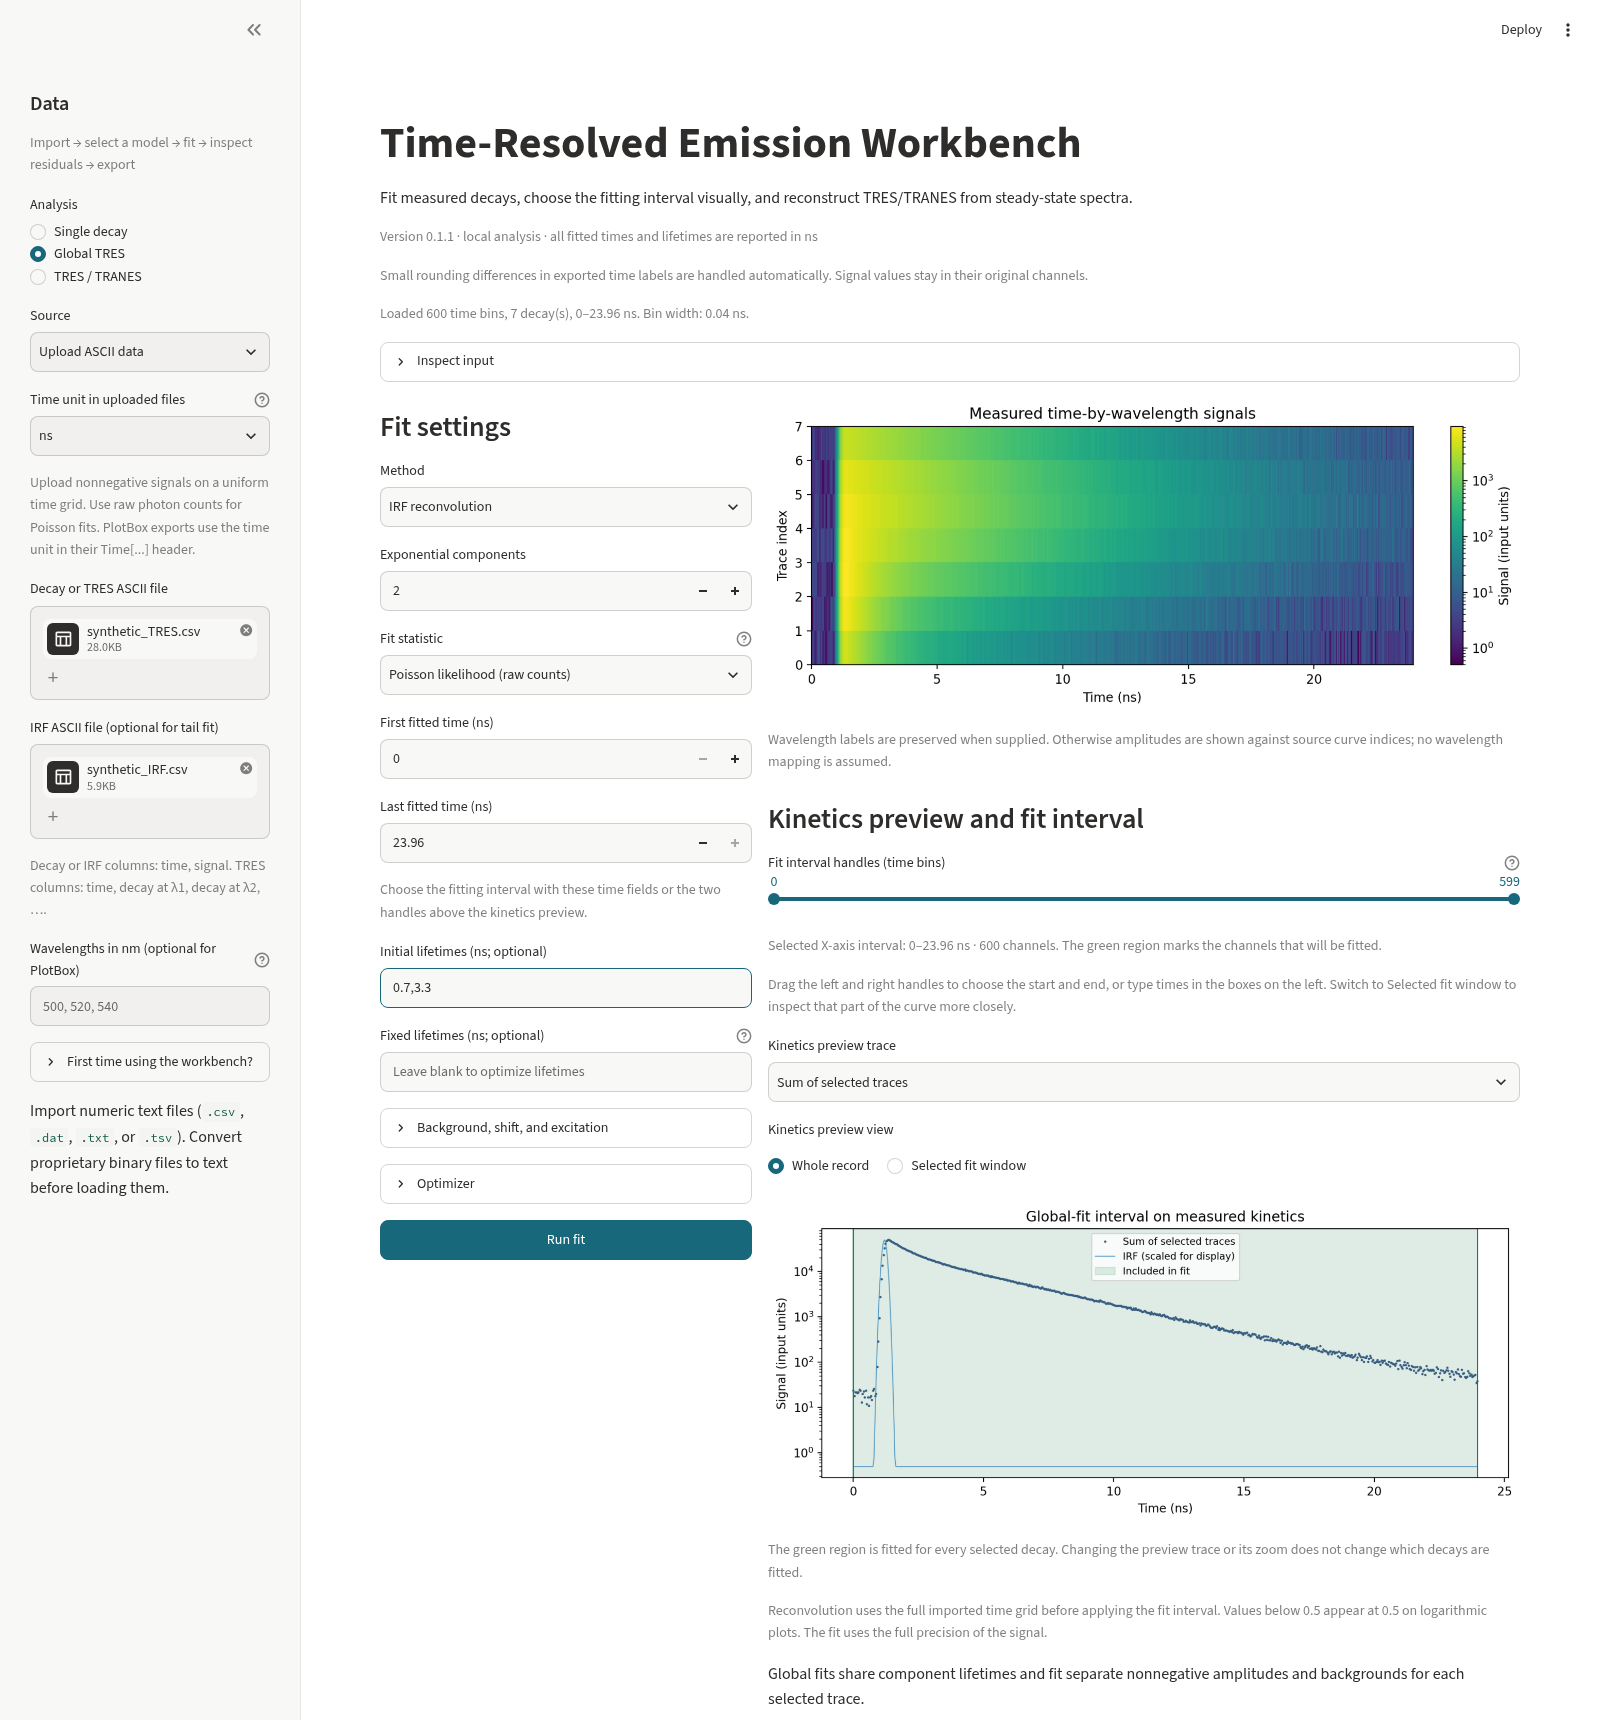 Deploy
Data
Import → select a model → fit → inspect
residuals → export
Analysis
Single decay
Global TRES
TRES / TRANES
Source
Upload ASCII data
Time unit in uploaded files
ns
Upload nonnegative signals on a uniform
time grid. Use raw photon counts for
Poisson fits. PlotBox exports use the time
unit in their Time[...] header.
Decay or TRES ASCII file
synthetic_TRES.csv
28.0KB
+
IRF ASCII file (optional for tail fit)
synthetic_IRF.csv
5.9KB
+
Decay or IRF columns: time, signal. TRES
columns: time, decay at λ1, decay at λ2,
….
Wavelengths in nm (optional for
PlotBox)
500, 520, 540
First time using the workbench?
Import numeric text files ( .csv ,
.dat , .txt , or .tsv ). Convert
proprietary binary files to text
before loading them.
Time-Resolved Emission Workbench
Fit measured decays, choose the fitting interval visually, and reconstruct TRES/TRANES from steady-state spectra.
Version 0.1.1 · local analysis · all fitted times and lifetimes are reported in ns
Small rounding differences in exported time labels are handled automatically. Signal values stay in their original channels.
Loaded 600 time bins, 7 decay(s), 0–23.96 ns. Bin width: 0.04 ns.
Inspect input
Fit settings
Method
IRF reconvolution
Exponential components
2
Fit statistic
Poisson likelihood (raw counts)
First fitted time (ns)
0
Last fitted time (ns)
23.96
Choose the fitting interval with these time fields or the two
handles above the kinetics preview.
Initial lifetimes (ns; optional)
0.7,3.3
Fixed lifetimes (ns; optional)
Leave blank to optimize lifetimes
Background, shift, and excitation
Optimizer
Run fit
Measured time-by-wavelength signals
7
6
5
4
3
2
1
0
Trace index
0 5 10 15 20
Time (ns)
10³
10²
10¹
10⁰
Signal (input units)
Wavelength labels are preserved when supplied. Otherwise amplitudes are shown against source curve indices; no wavelength
mapping is assumed.
Kinetics preview and fit interval
Fit interval handles (time bins)
0 599
Selected X-axis interval: 0–23.96 ns · 600 channels. The green region marks the channels that will be fitted.
Drag the left and right handles to choose the start and end, or type times in the boxes on the left. Switch to Selected fit window to
inspect that part of the curve more closely.
Kinetics preview trace
Sum of selected traces
Kinetics preview view
Whole record Selected fit window
Global-fit interval on measured kinetics
Sum of selected traces
IRF (scaled for display)
Included in fit
10⁴
10³
10²
10¹
10⁰
Signal (input units)
0 5 10 15 20 25
Time (ns)
The green region is fitted for every selected decay. Changing the preview trace or its zoom does not change which decays are
fitted.
Reconvolution uses the full imported time grid before applying the fit interval. Values below 0.5 appear at 0.5 on logarithmic
plots. The fit uses the full precision of the signal.
Global fits share component lifetimes and fit separate nonnegative amplitudes and backgrounds for each
selected trace.